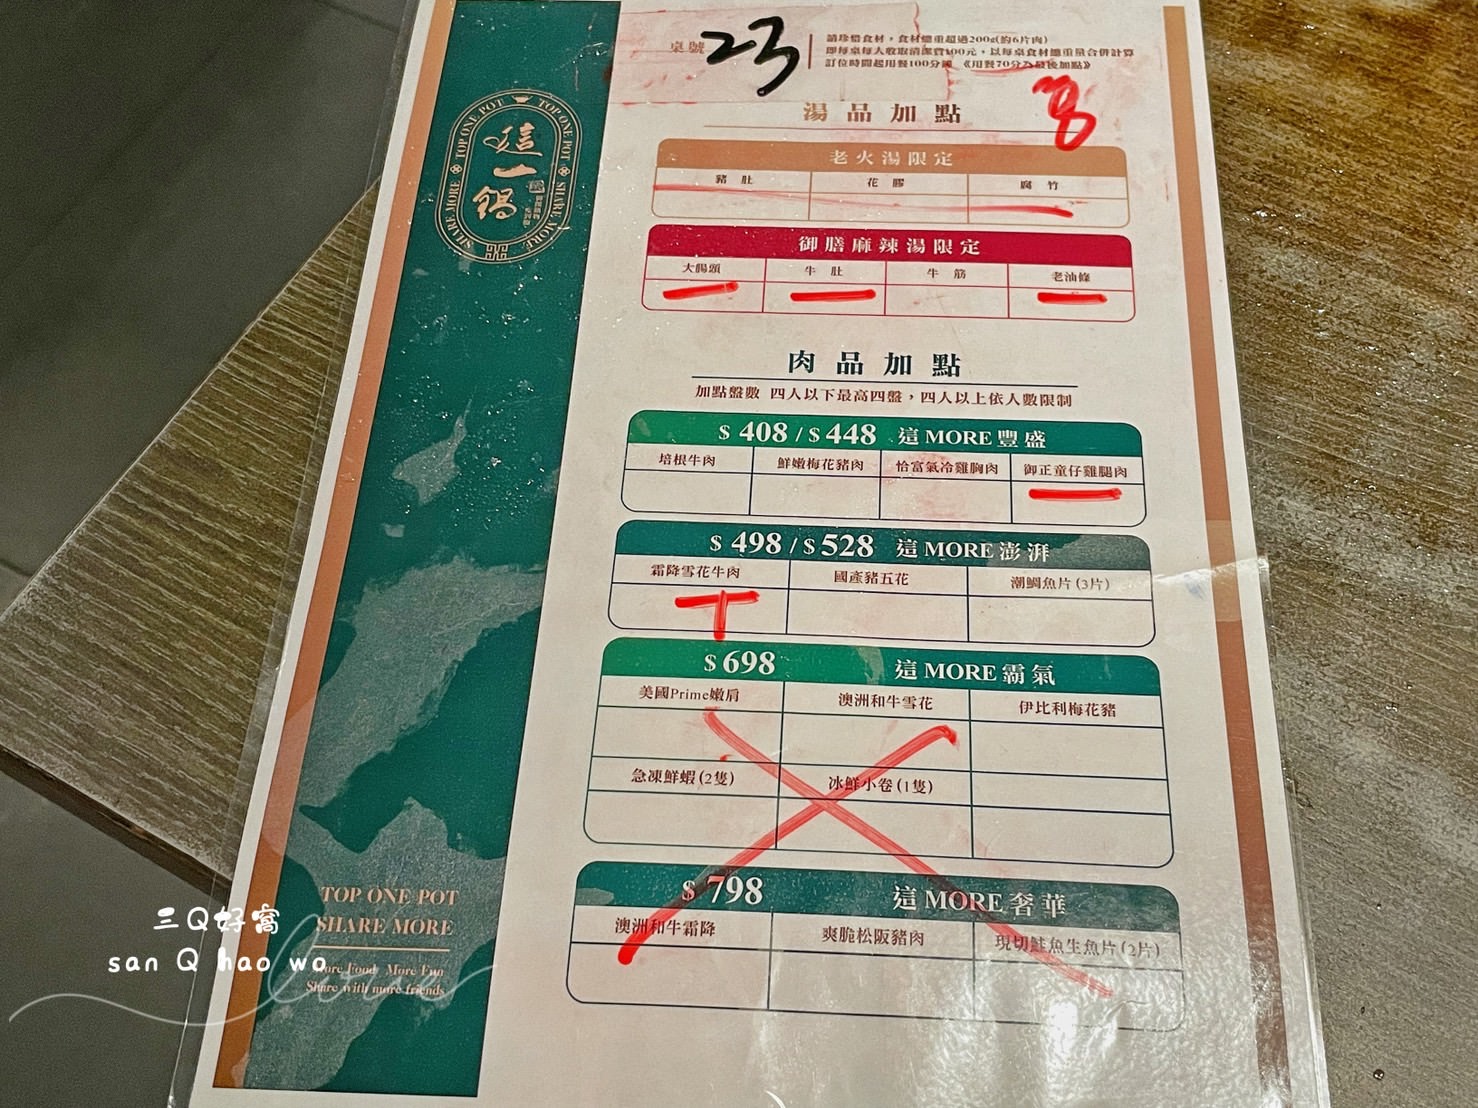 桌號 23
請珍惜食材,食材總重超過200g(約6片肉)
即每桌每人收取清潔費100元,以每桌食材總重量合併計算
訂位時間起用餐100分鐘 《用餐70分為最後加點》
湯品加點
老火湯限定
豬肚 花膠 腐竹
御膳麻辣湯限定
大腸頭 牛肚 牛筋 老油條
肉品加點
加點盤數 四人以下最高四盤,四人以上依人數限制
$ 408 / $ 448 這 MORE 豐盛
培根牛肉 鮮嫩梅花豬肉 恰富氣冷雞胸肉 御正童仔雞腿肉
$ 498 / $ 528 這 MORE 澎湃
霜降雪花牛肉 國產豬五花 潮鯛魚片 (3片)
$ 698 這 MORE 霸氣
美國Prime嫩肩 澳洲和牛雪花 伊比利梅花豬
急凍鮮蝦 (2隻) 冰鮮小卷 (1隻)
$ 798 這 MORE 奢華
澳洲和牛霜降 爽脆松阪豬肉 現切鮭魚生魚片 (2片)
TOP ONE POT
TOP ONE POT
SHARE MORE
SHARE MORE
這一鍋
TOP ONE POT
SHARE MORE
More Food More Fun
Share with more friends
三Q好窩
san Q hao wo